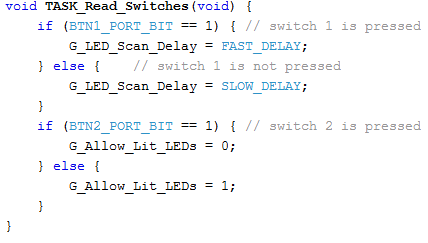 void TASK_Read_Switches(void) {
    if (BTN1_PORT_BIT == 1) { // switch 1 is pressed
        G_LED_Scan_Delay = FAST_DELAY;
    } else {    // switch 1 is not pressed
        G_LED_Scan_Delay = SLOW_DELAY;
    }
    if (BTN2_PORT_BIT == 1) { // switch 2 is pressed
        G_Allow_Lit_LEDs = 0;
    } else {
        G_Allow_Lit_LEDs = 1;
    }
}